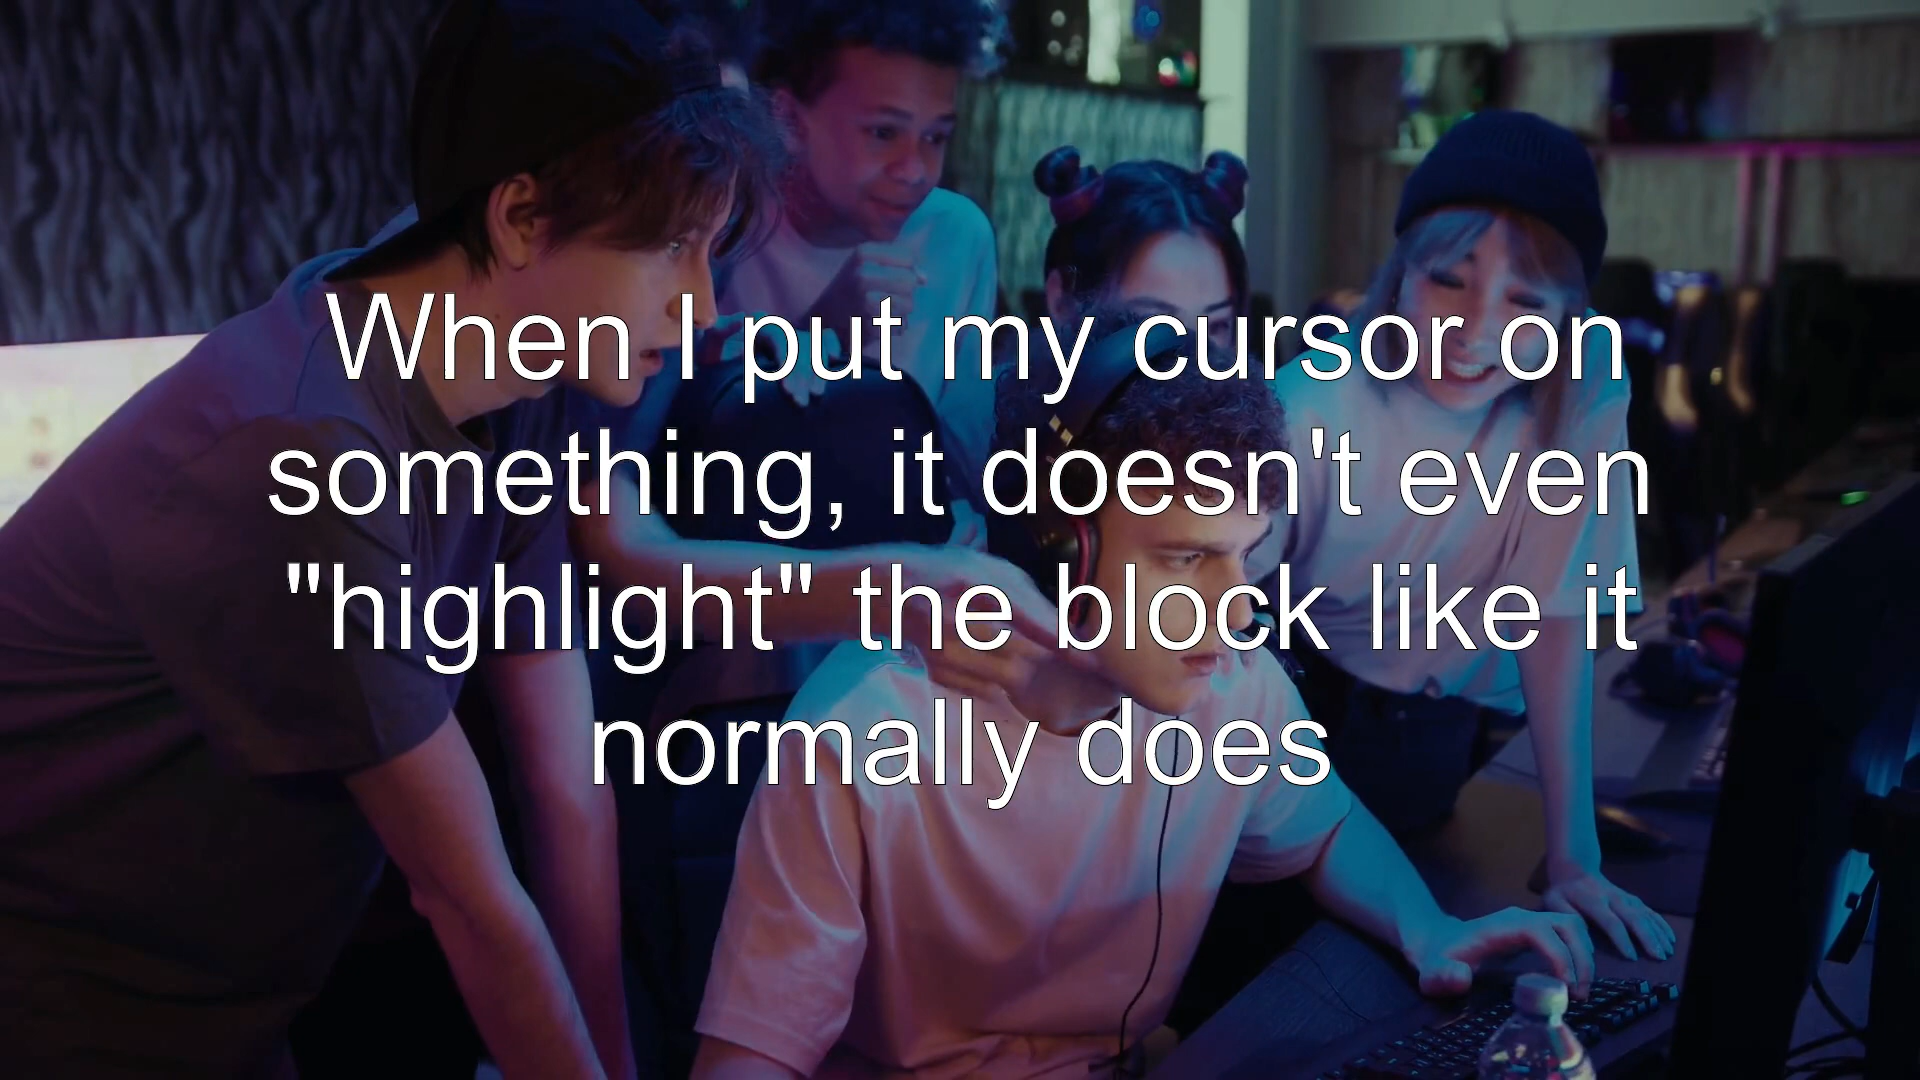 When I put my cursor on
something, it doesn't even
"highlight" the block like it
normally does